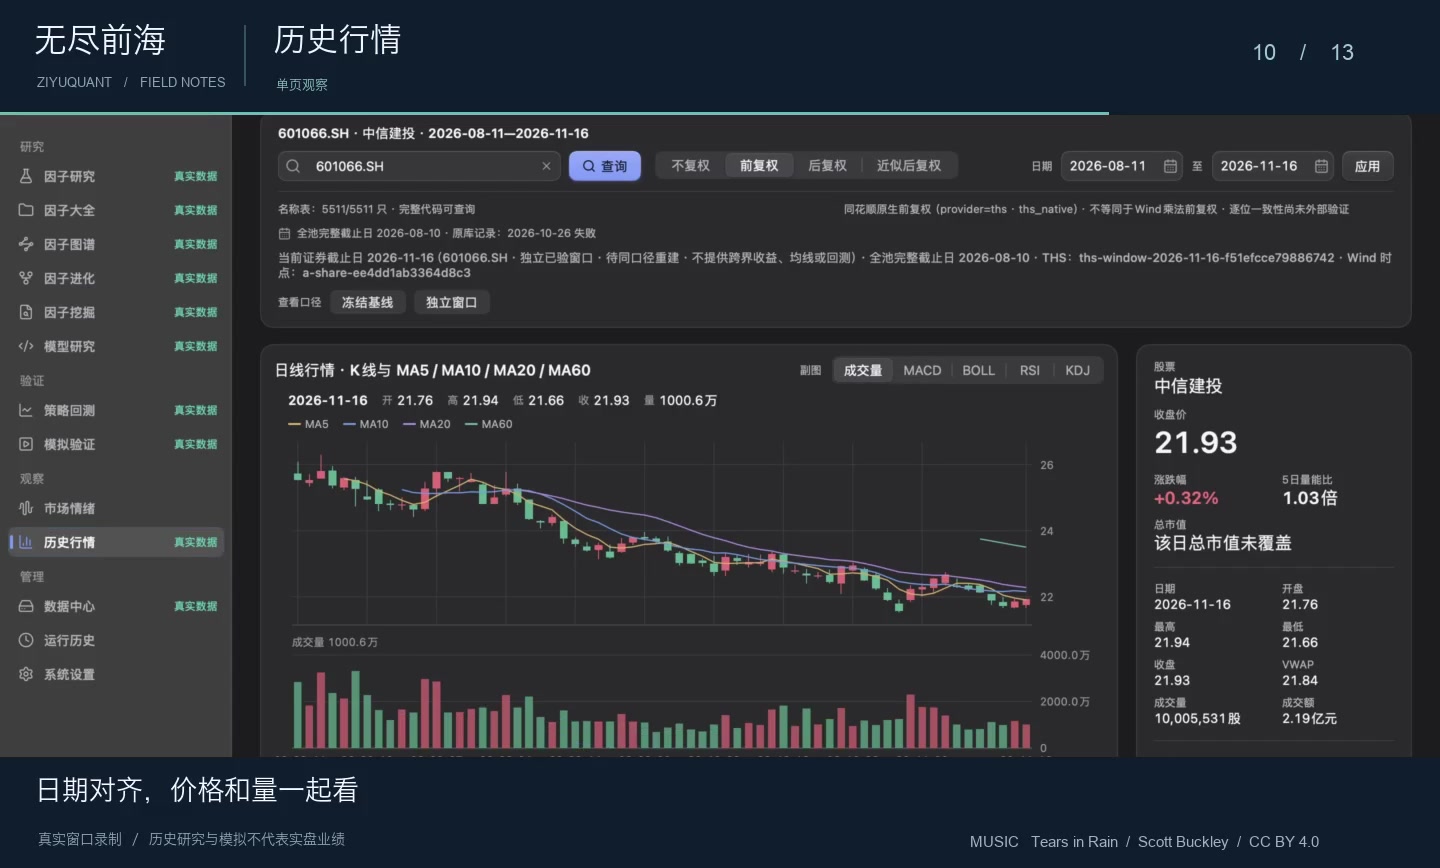 无尽前海
历史行情
10 / 13
ZIYUQUANT / FIELD NOTES
单页观察
研究
因子研究 真实数据
因子大全 真实数据
因子图谱 真实数据
因子进化 真实数据
因子挖掘 真实数据
模型研究 真实数据
验证
策略回测 真实数据
模拟验证 真实数据
观察
市场情绪
历史行情 真实数据
管理
数据中心 真实数据
运行历史
系统设置
601066.SH · 中信建投 · 2026-08-11—2026-11-16
601066.SH × 查询 不复权 前复权 后复权 近似后复权 日期 2026-08-11 至 2026-11-16 应用
名称表：5511/5511 只 · 完整代码可查询
同花顺原生前复权 (provider=ths · ths_native) · 不等同于Wind乘法前复权 · 逐位一致性尚未外部验证
全池完整截止日 2026-08-10 · 原库记录：2026-10-26 失败
当前证券截止日 2026-11-16 (601066.SH · 独立已验窗口 · 待同口径重建 · 不提供跨界收益、均线或回测) · 全池完整截止日 2026-08-10 · THS：ths-window-2026-11-16-f51efcce79886742 · Wind 时
点：a-share-ee4dd1ab3364d8c3
查看口径 冻结基线 独立窗口
日线行情 · K线与 MA5 / MA10 / MA20 / MA60
副图 成交量 MACD BOLL RSI KDJ
2026-11-16 开 21.76 高 21.94 低 21.66 收 21.93 量 1000.6万
MA5 MA10 MA20 MA60
26
24
22
成交量 1000.6万
4000.0万
2000.0万
0
股票
中信建投
收盘价
21.93
涨跌幅 5日量能比
+0.32% 1.03倍
总市值
该日总市值未覆盖
日期 开盘
2026-11-16 21.76
最高 最低
21.94 21.66
收盘 VWAP
21.93 21.84
成交量 成交额
10,005,531股 2.19亿元
日期对齐，价格和量一起看
真实窗口录制 / 历史研究与模拟不代表实盘业绩
MUSIC Tears in Rain / Scott Buckley / CC BY 4.0